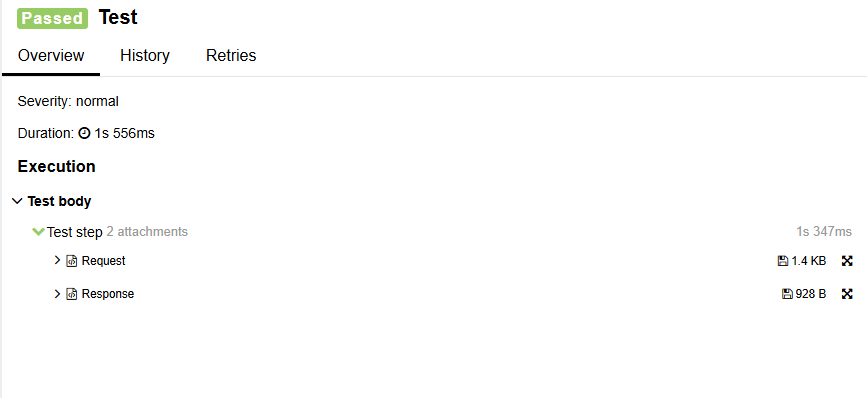 Passed Test
Overview History Retries
Severity: normal
Duration: 1s 556ms
Execution
Test body
Test step 2 attachments 1s 347ms
Request 1.4 KB
Response 928 B